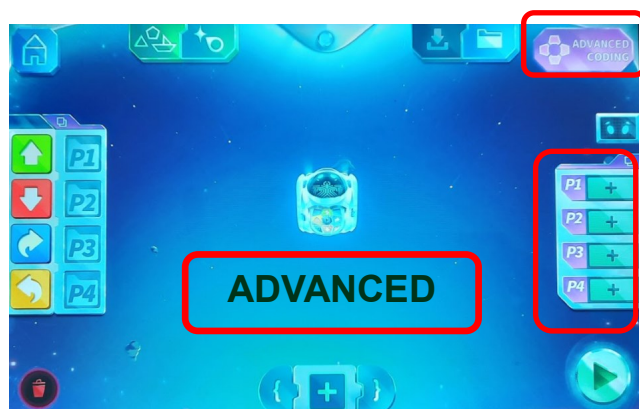 ADVANCED
CODING
P1
P2
P3
P4
P1 +
P2 +
P3 +
P4 +
ADVANCED
{ + }